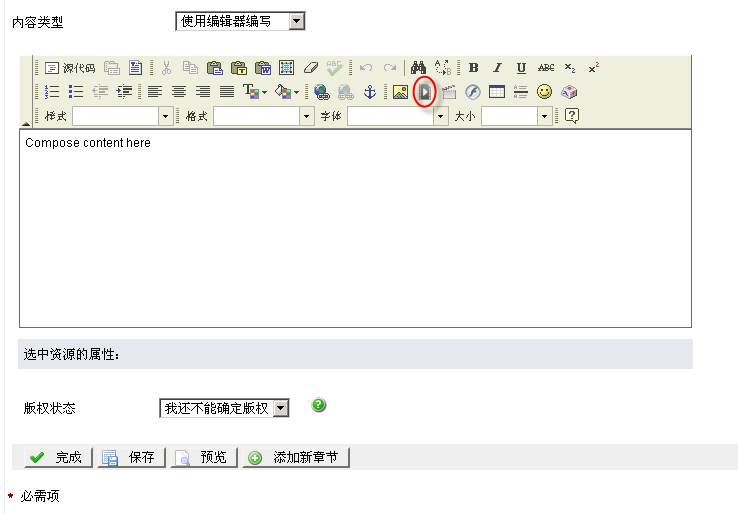 内容类型 使用编辑器编写
源代码 ABC B I U ABC x₂ x²
T
样式 格式 字体 大小
Compose content here
选中资源的属性:
版权状态 我还不能确定版权
完成 保存 预览 添加新章节
* 必需项